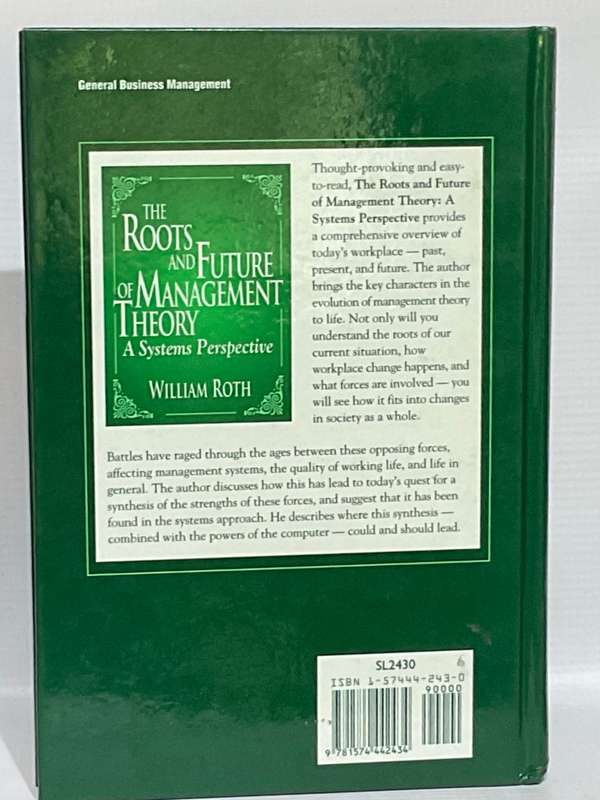 General Business Management
THE
ROOTS
AND FUTURE
OF MANAGEMENT
THEORY
A Systems Perspective
WILLIAM ROTH
Thought-provoking and easy-
to-read, The Roots and Future
of Management Theory: A
Systems Perspective provides
a comprehensive overview of
today's workplace — past,
present, and future. The author
brings the key characters in the
evolution of management theory
to life. Not only will you
understand the roots of our
current situation, how
workplace change happens, and
what forces are involved — you
will see how it fits into changes
in society as a whole.
Battles have raged through the ages between these opposing forces,
affecting management systems, the quality of working life, and life in
general. The author discusses how this has lead to today's quest for a
synthesis of the strengths of these forces, and suggest that it has been
found in the systems approach. He describes where this synthesis —
combined with the powers of the computer — could and should lead.
SL2430
ISBN 1-57444-243-0
90000
9 781574 442434